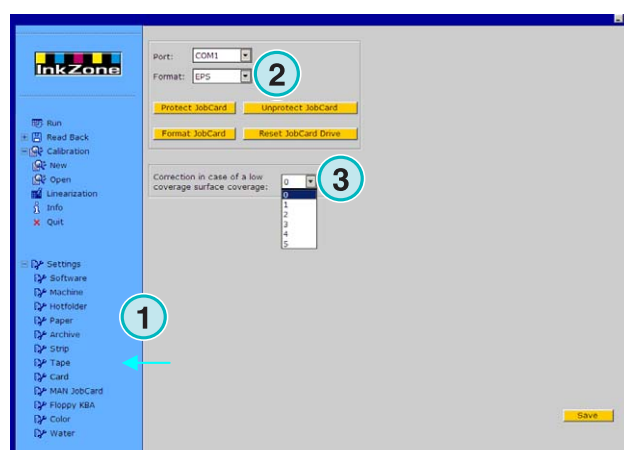 InkZone
Run
Read Back
Calibration
New
Open
Linearization
Info
Quit
Settings
Software
Machine
Hotfolder
Paper
Archive
Strip
Tape
Card
MAN JobCard
Floppy KBA
Color
Water
1
Port: COM1
Format: EPS
2
Protect JobCard Unprotect JobCard
Format JobCard Reset JobCard Drive
Correction in case of a low
coverage surface coverage: 0
3
0
1
2
3
4
5
Save